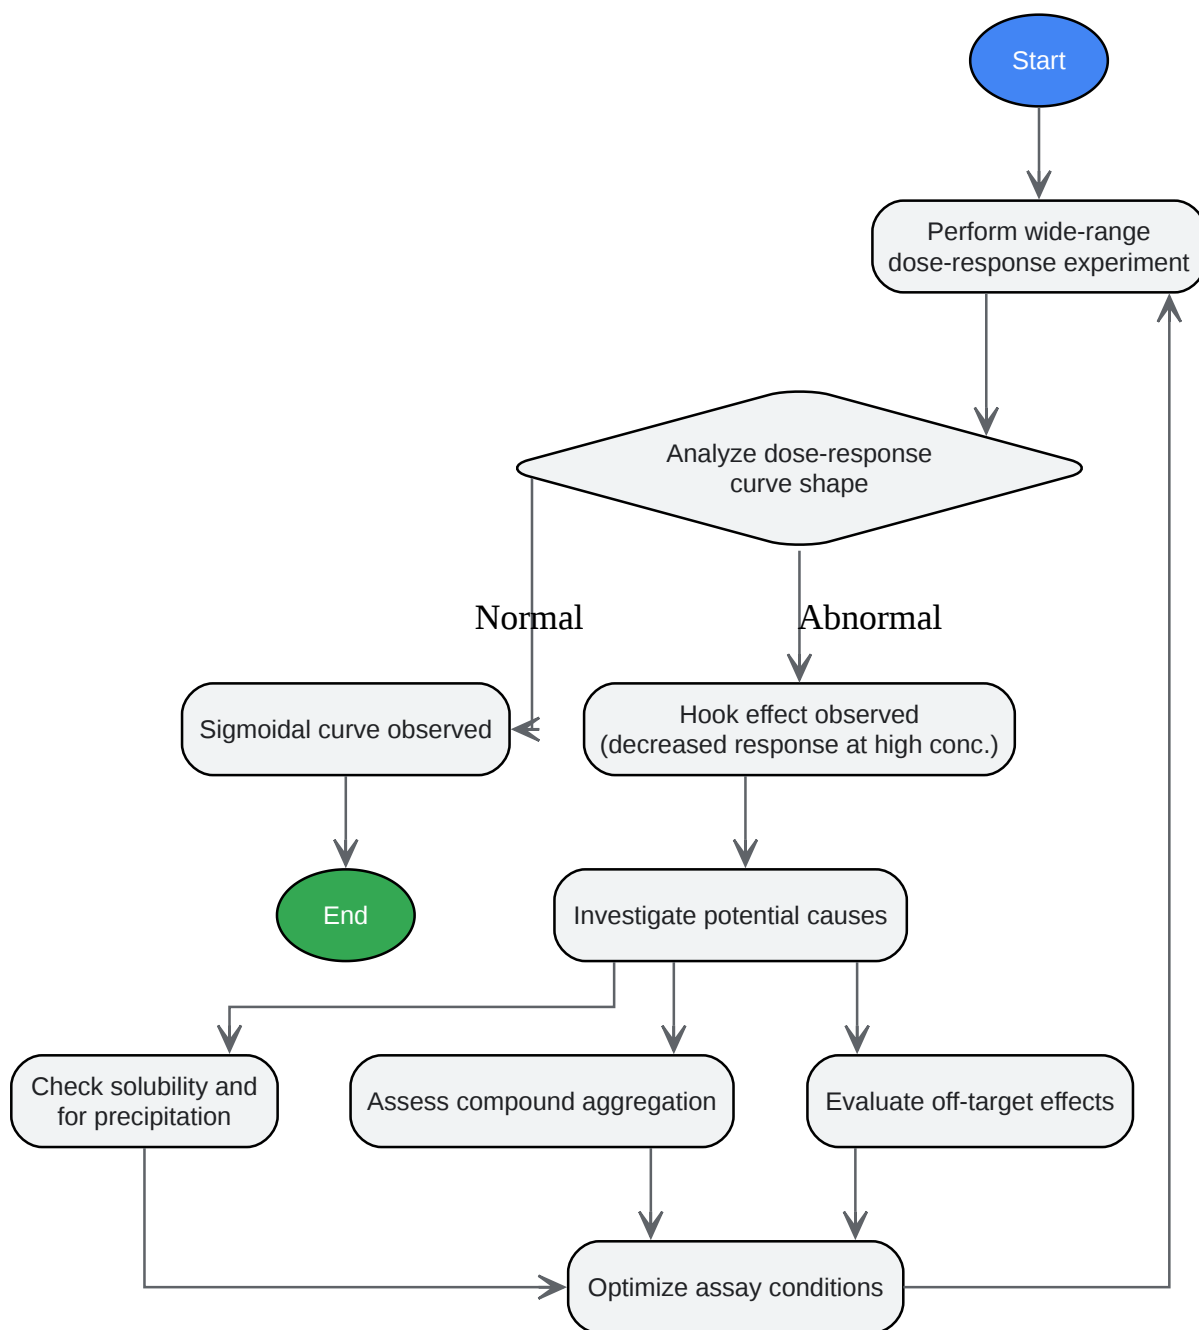 Start
Perform wide-range
dose-response experiment
Analyze dose-response
curve shape
Normal
Abnormal
Sigmoidal curve observed
Hook effect observed
(decreased response at high conc.)
End
Investigate potential causes
Check solubility and
for precipitation
Assess compound aggregation
Evaluate off-target effects
Optimize assay conditions